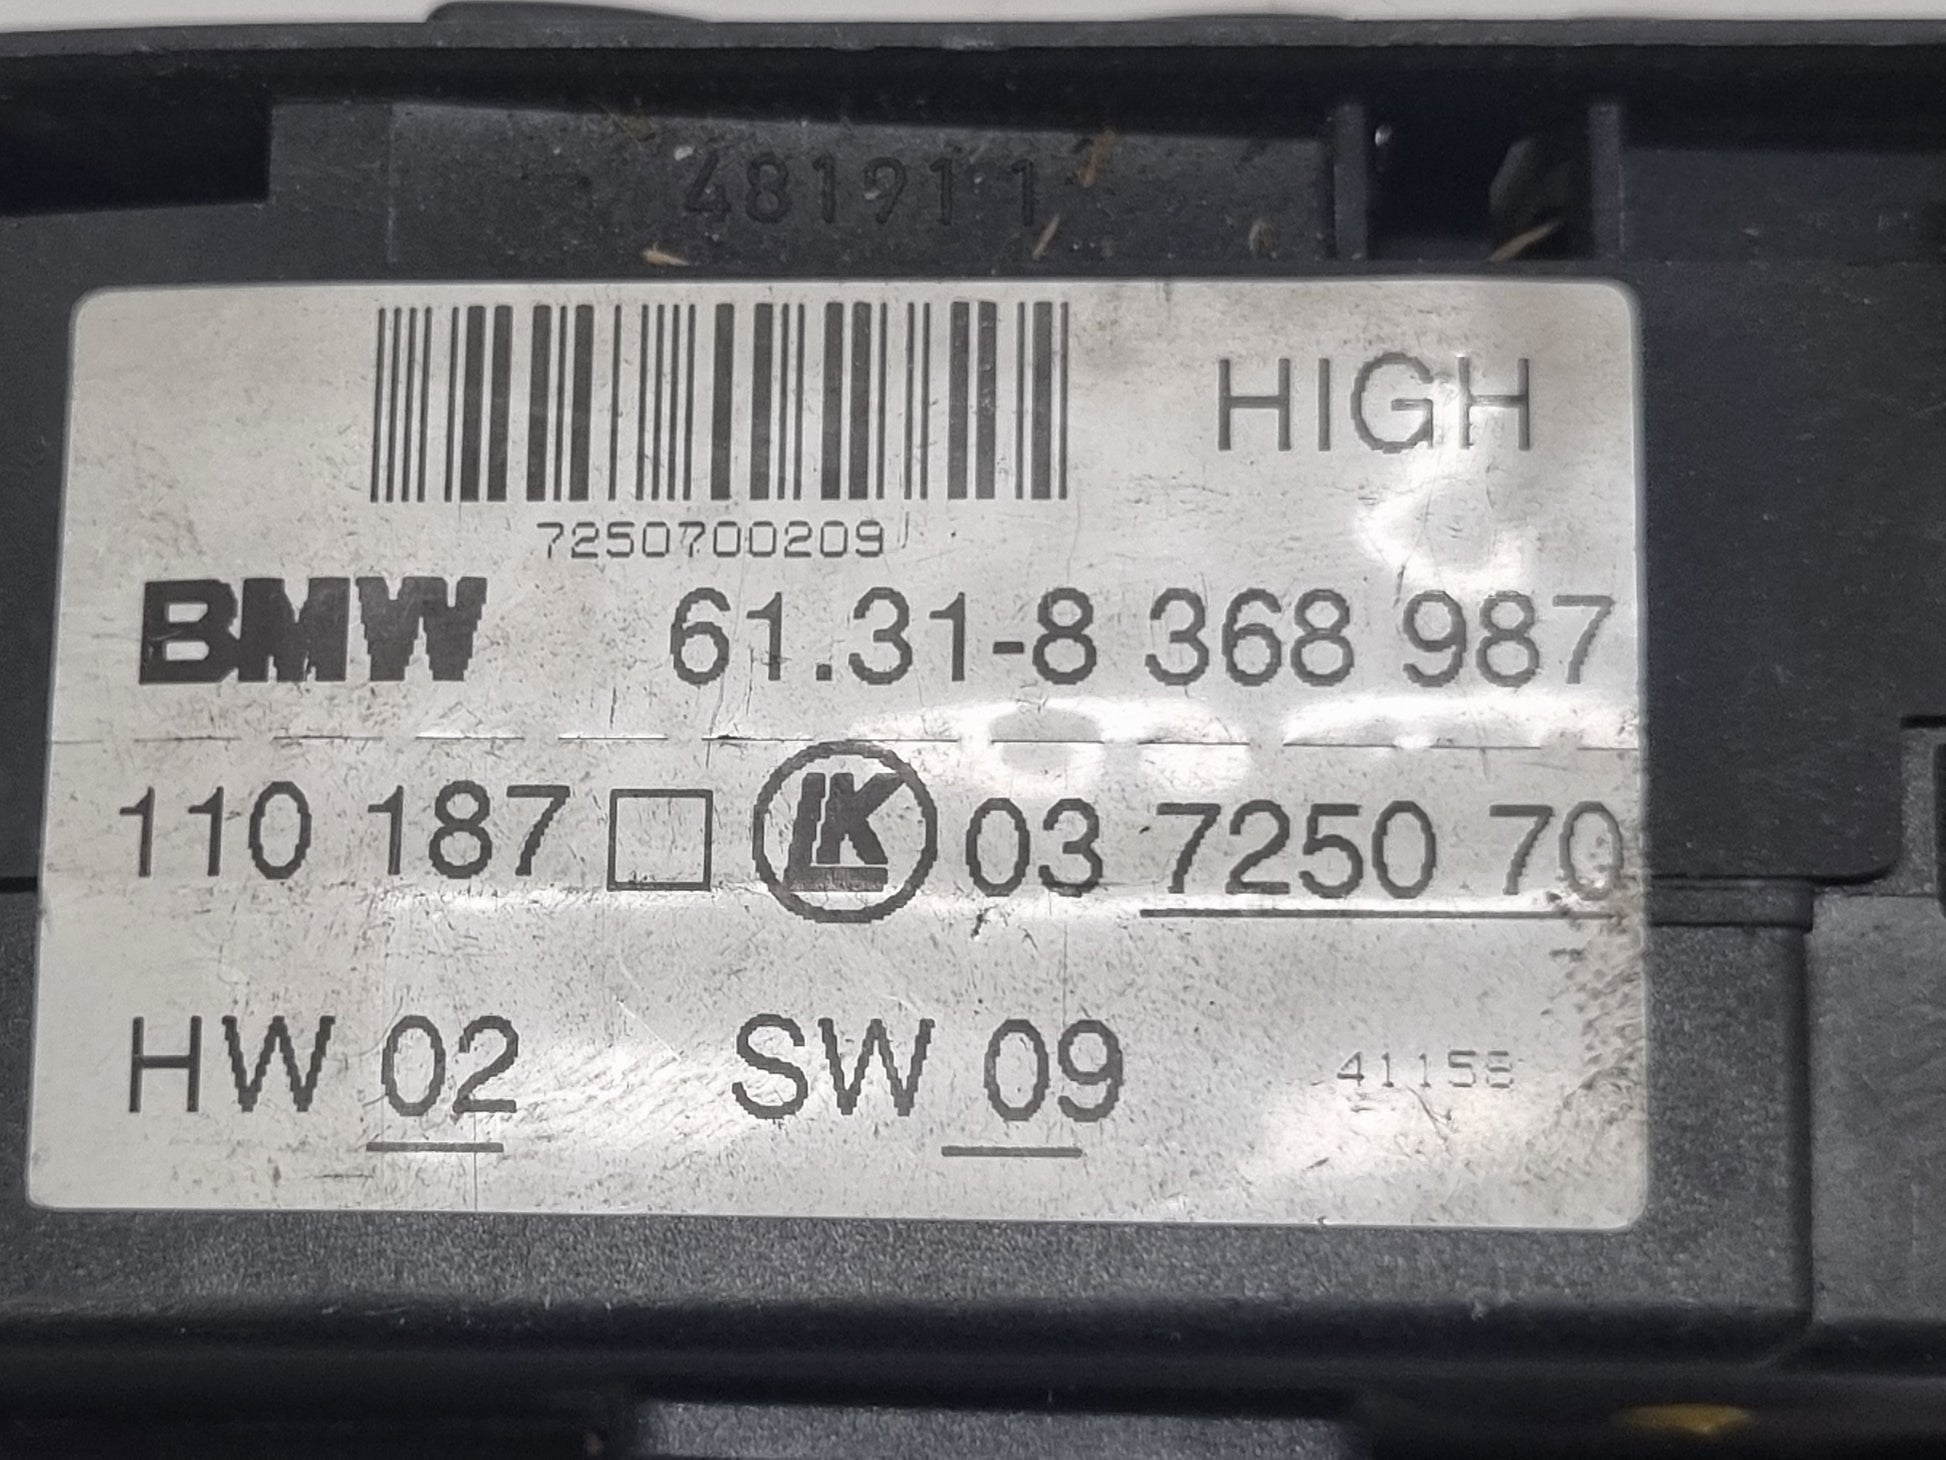 481911
HIGH
7250700209
BMW 61.31-8 368 987
110 187 LK 03 7250 70
HW 02 SW 09 41158